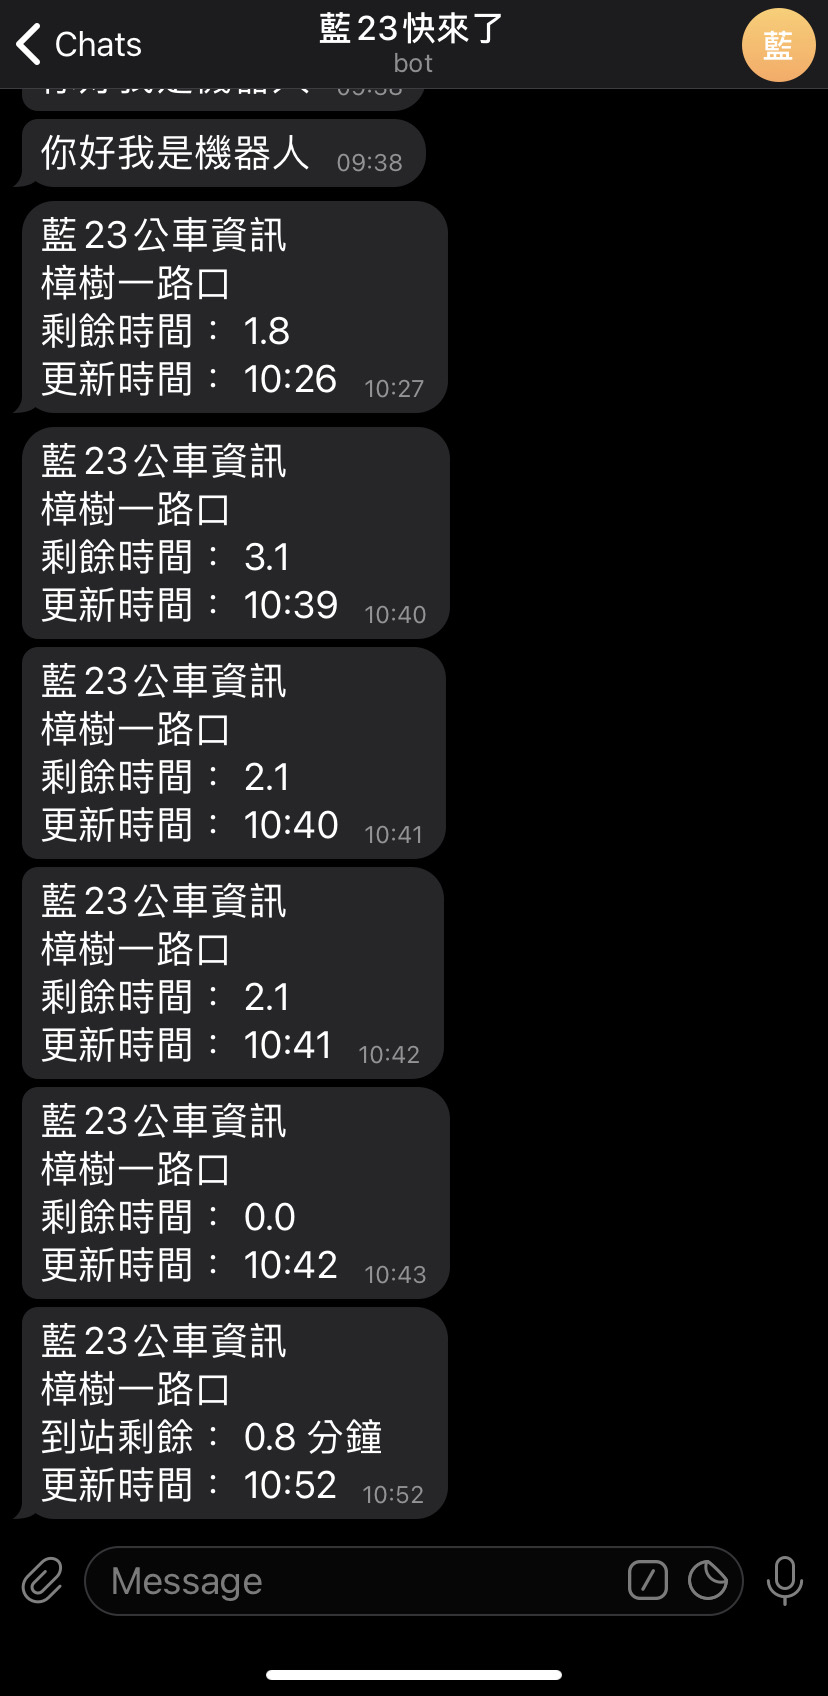 Chats
藍23快來了
bot
藍
09:38
你好我是機器人 09:38
藍23公車資訊
樟樹一路口
剩餘時間： 1.8
更新時間： 10:26 10:27
藍23公車資訊
樟樹一路口
剩餘時間： 3.1
更新時間： 10:39 10:40
藍23公車資訊
樟樹一路口
剩餘時間： 2.1
更新時間： 10:40 10:41
藍23公車資訊
樟樹一路口
剩餘時間： 2.1
更新時間： 10:41 10:42
藍23公車資訊
樟樹一路口
剩餘時間： 0.0
更新時間： 10:42 10:43
藍23公車資訊
樟樹一路口
到站剩餘： 0.8 分鐘
更新時間： 10:52 10:52
Message